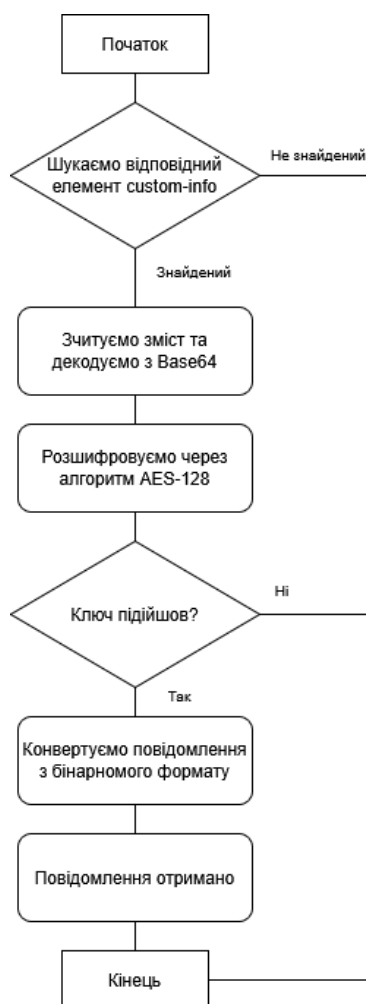 Початок
Шукаємо відповідний
елемент custom-info
Не знайдений
Знайдений
Зчитуємо зміст та
декодуємо з Base64
Розшифровуємо через
алгоритм AES-128
Ключ підійшов?
Ні
Так
Конвертуємо повідомлення
з бінарномого формату
Повідомлення отримано
Кінець